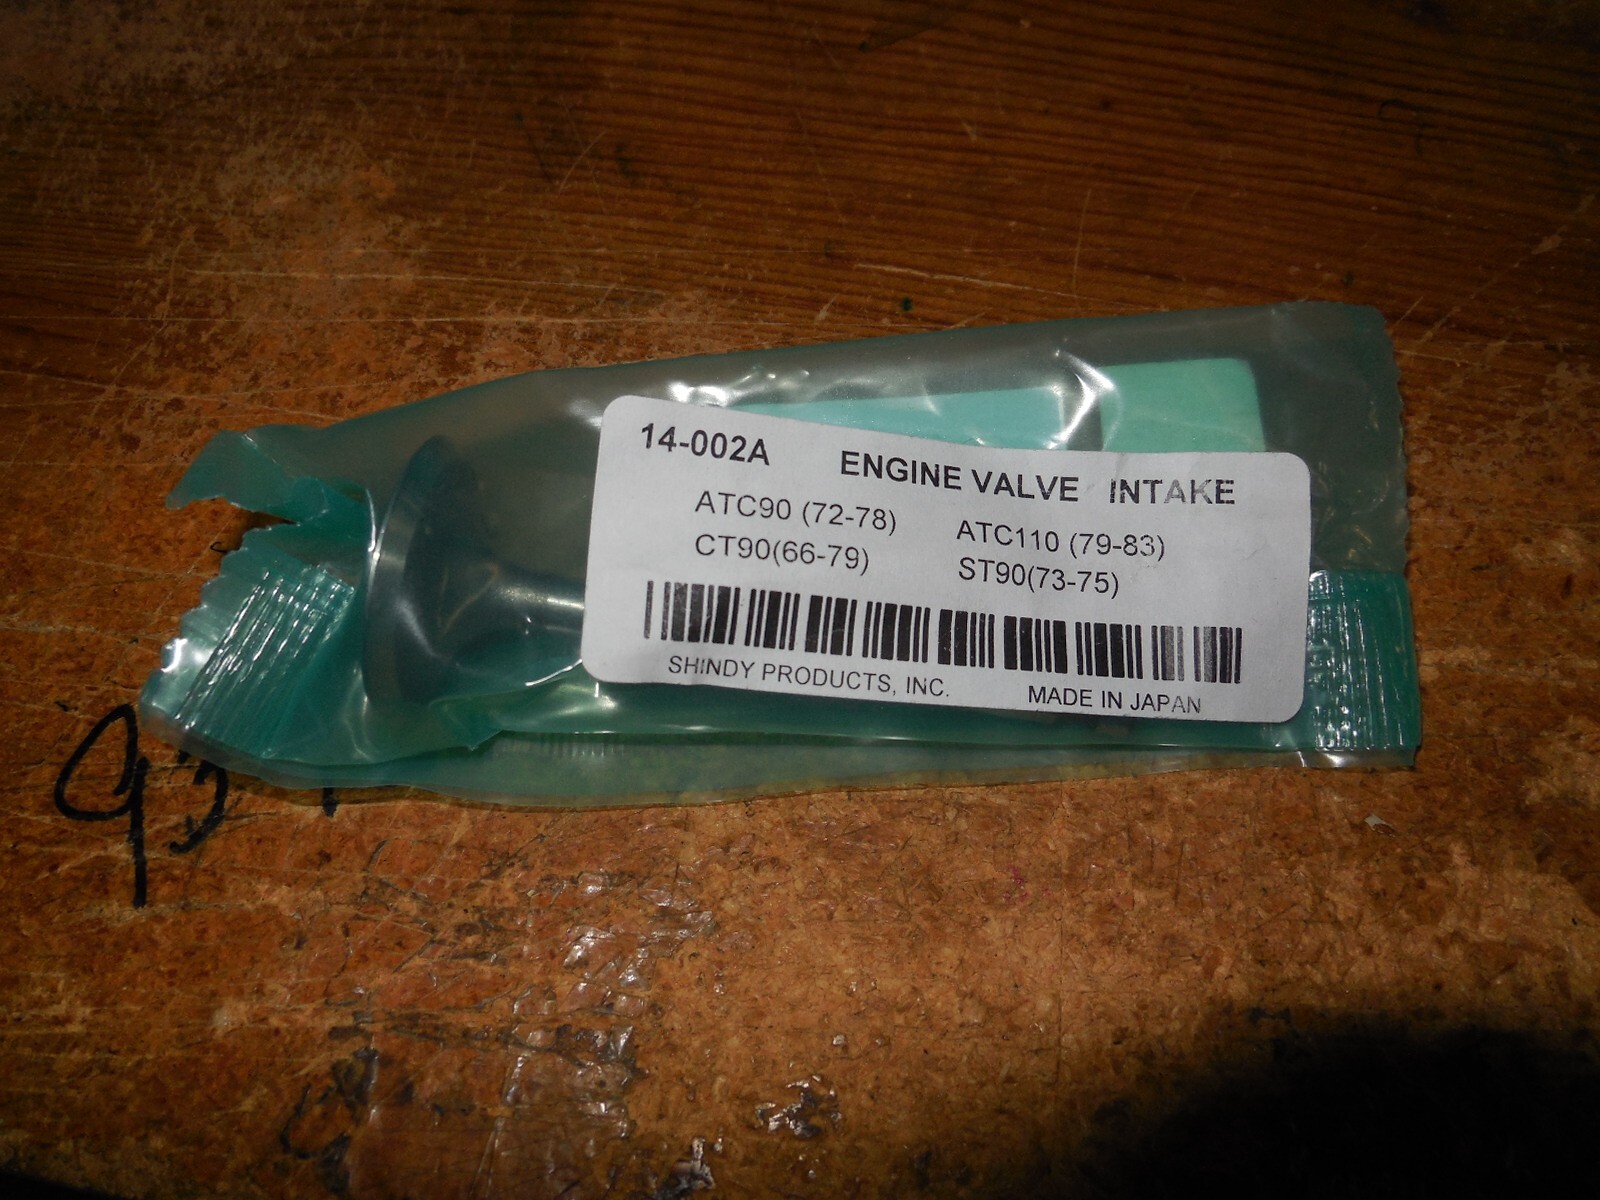 14-002A ENGINE VALVE INTAKE
ATC90 (72-78) ATC110 (79-83)
CT90(66-79) ST90(73-75)
SHINDY PRODUCTS, INC. MADE IN JAPAN